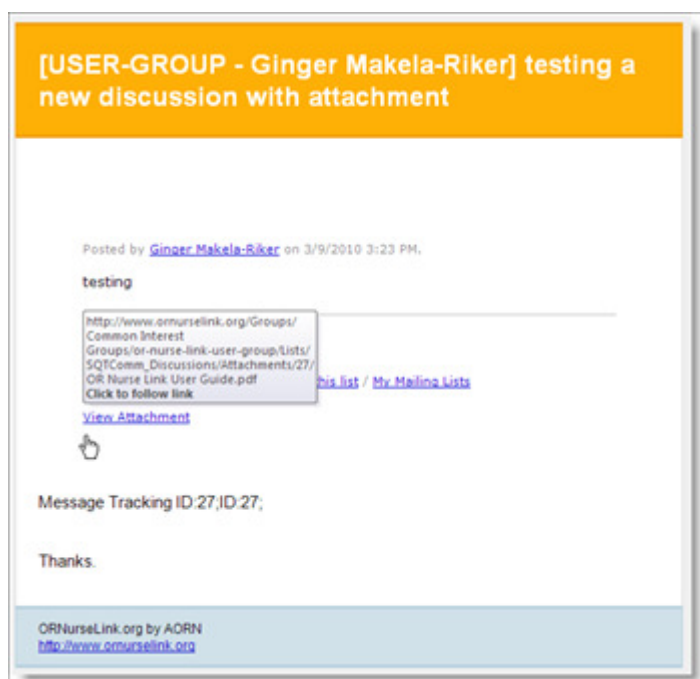 [USER-GROUP - Ginger Makela-Riker] testing a
new discussion with attachment
Posted by Ginger Makela-Riker on 3/9/2010 3:23 PM.
testing
http://www.ornurselink.org/Groups/
Common Interest
Groups/or-nurse-link-user-group/Lists/
SQTComm_Discussions/Attachments/27/
OR Nurse Link User Guide.pdf
Click to follow link
his list / My Mailing Lists
View Attachment
Message Tracking ID:27;ID:27;
Thanks.
ORNurseLink.org by AORN
http://www.ornurselink.org